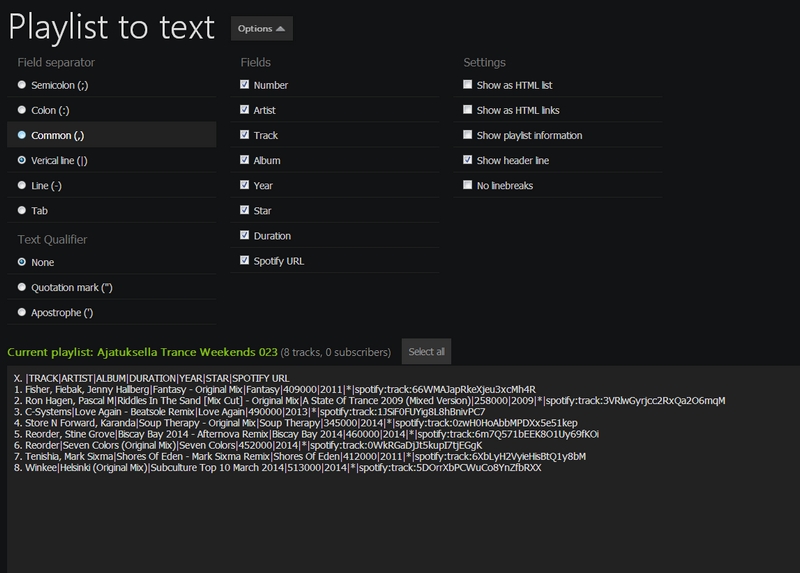 Playlist to text
Options
Field separator
Semicolon (;)
Colon (:)
Common (,)
Verical line (|)
Line (-)
Tab
Text Qualifier
None
Quotation mark (")
Apostrophe (')
Fields
Number
Artist
Track
Album
Year
Star
Duration
Spotify URL
Settings
Show as HTML list
Show as HTML links
Show playlist information
Show header line
No linebreaks
Current playlist: Ajatuksella Trance Weekends 023 (8 tracks, 0 subscribers)
Select all
X. |TRACK|ARTIST|ALBUM|DURATION|YEAR|STAR|SPOTIFY URL
1. Fisher, Fiebak, Jenny Hallberg|Fantasy - Original Mix|Fantasy|409000|2011|*|spotify:track:66WMAJapRkeXjeu3xcMh4R
2. Ron Hagen, Pascal M|Riddles In The Sand [Mix Cut] - Original Mix|A State Of Trance 2009 (Mixed Version)|258000|2009|*|spotify:track:3VRlwGyrjcc2RxQa2O6mqM
3. C-Systems|Love Again - Beatsole Remix|Love Again|490000|2013|*|spotify:track:1JSiF0FUYig8L8hBnivPC7
4. Store N Forward, Karanda|Soup Therapy - Original Mix|Soup Therapy|345000|2014|*|spotify:track:0zwH0HoAbbMPDXx5e51kep
5. Reorder, Stine Grove|Biscay Bay 2014 - Afternova Remix|Biscay Bay 2014|460000|2014|*|spotify:track:6m7Q571bEEK8O1Uy69fKOi
6. Reorder|Seven Colors (Original Mix)|Seven Colors|452000|2014|*|spotify:track:0WkRGaDjJt5kupI7tjEGgK
7. Tenishia, Mark Sixma|Shores Of Eden - Mark Sixma Remix|Shores Of Eden|412000|2011|*|spotify:track:6XbLyH2VyieHisBtQ1y8bM
8. Winkee|Helsinki (Original Mix)|Subculture Top 10 March 2014|513000|2014|*|spotify:track:5DOrrXbPCWuCo8YnZfbRXX